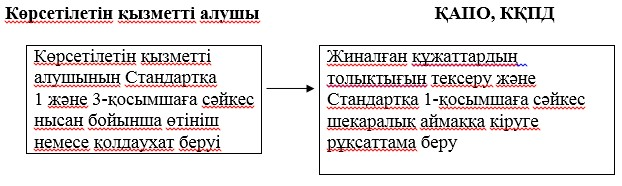 Көрсетілетін қызметті алушы ҚАПО, КҚПД
Көрсетілетін қызметті
алушының Стандартқа
1 және 3-қосымшаға сәйкес
нысан бойынша өтініш
немесе қолдаухат беруі
Жиналған құжаттардың
толықтығын тексеру және
Стандартқа 1-қосымшаға сәйкес
шекаралық аймаққа кіруге
рұқсаттама беру